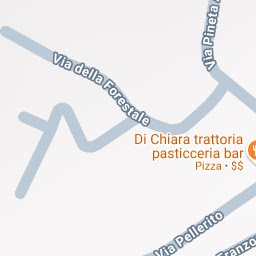 Via della Forestale
Via Pineta
Di Chiara trattoria
pasticceria bar
Pizza • $$
Via Pellerito